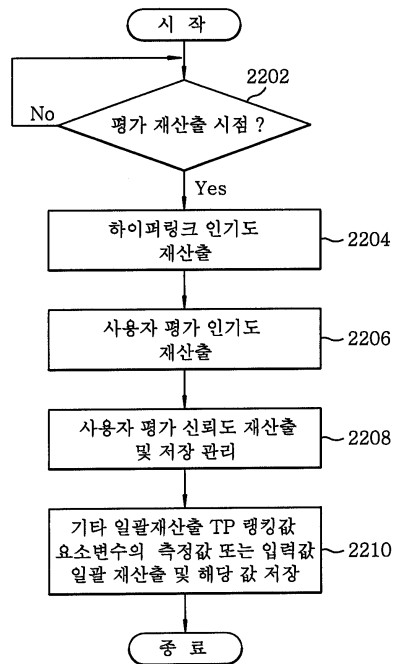 시 작
2202
평가 재산출 시점 ?
No
Yes
하이퍼링크 인기도
재산출
2204
사용자 평가 인기도
재산출
2206
사용자 평가 신뢰도 재산출
및 저장 관리
2208
기타 일괄재산출 TP 랭킹값
요소변수의 측정값 또는 입력값
일괄 재산출 및 해당 값 저장
2210
종 료